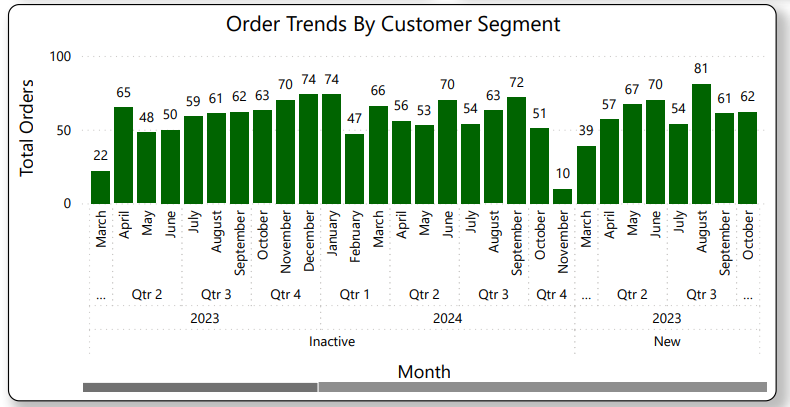 Order Trends By Customer Segment
Total Orders
100
50
0
22 65 48 50 59 61 62 63 70 74 74 47 66 56 53 70 54 63 72 51 10 39 57 67 70 54 81 61 62
March April May June July August September October November December January February March April May June July August September October November March April May June July August September October
... Qtr 2 Qtr 3 Qtr 4 Qtr 1 Qtr 2 Qtr 3 Qtr 4 ... Qtr 2 Qtr 3 ...
2023 2024 2023
Inactive New
Month